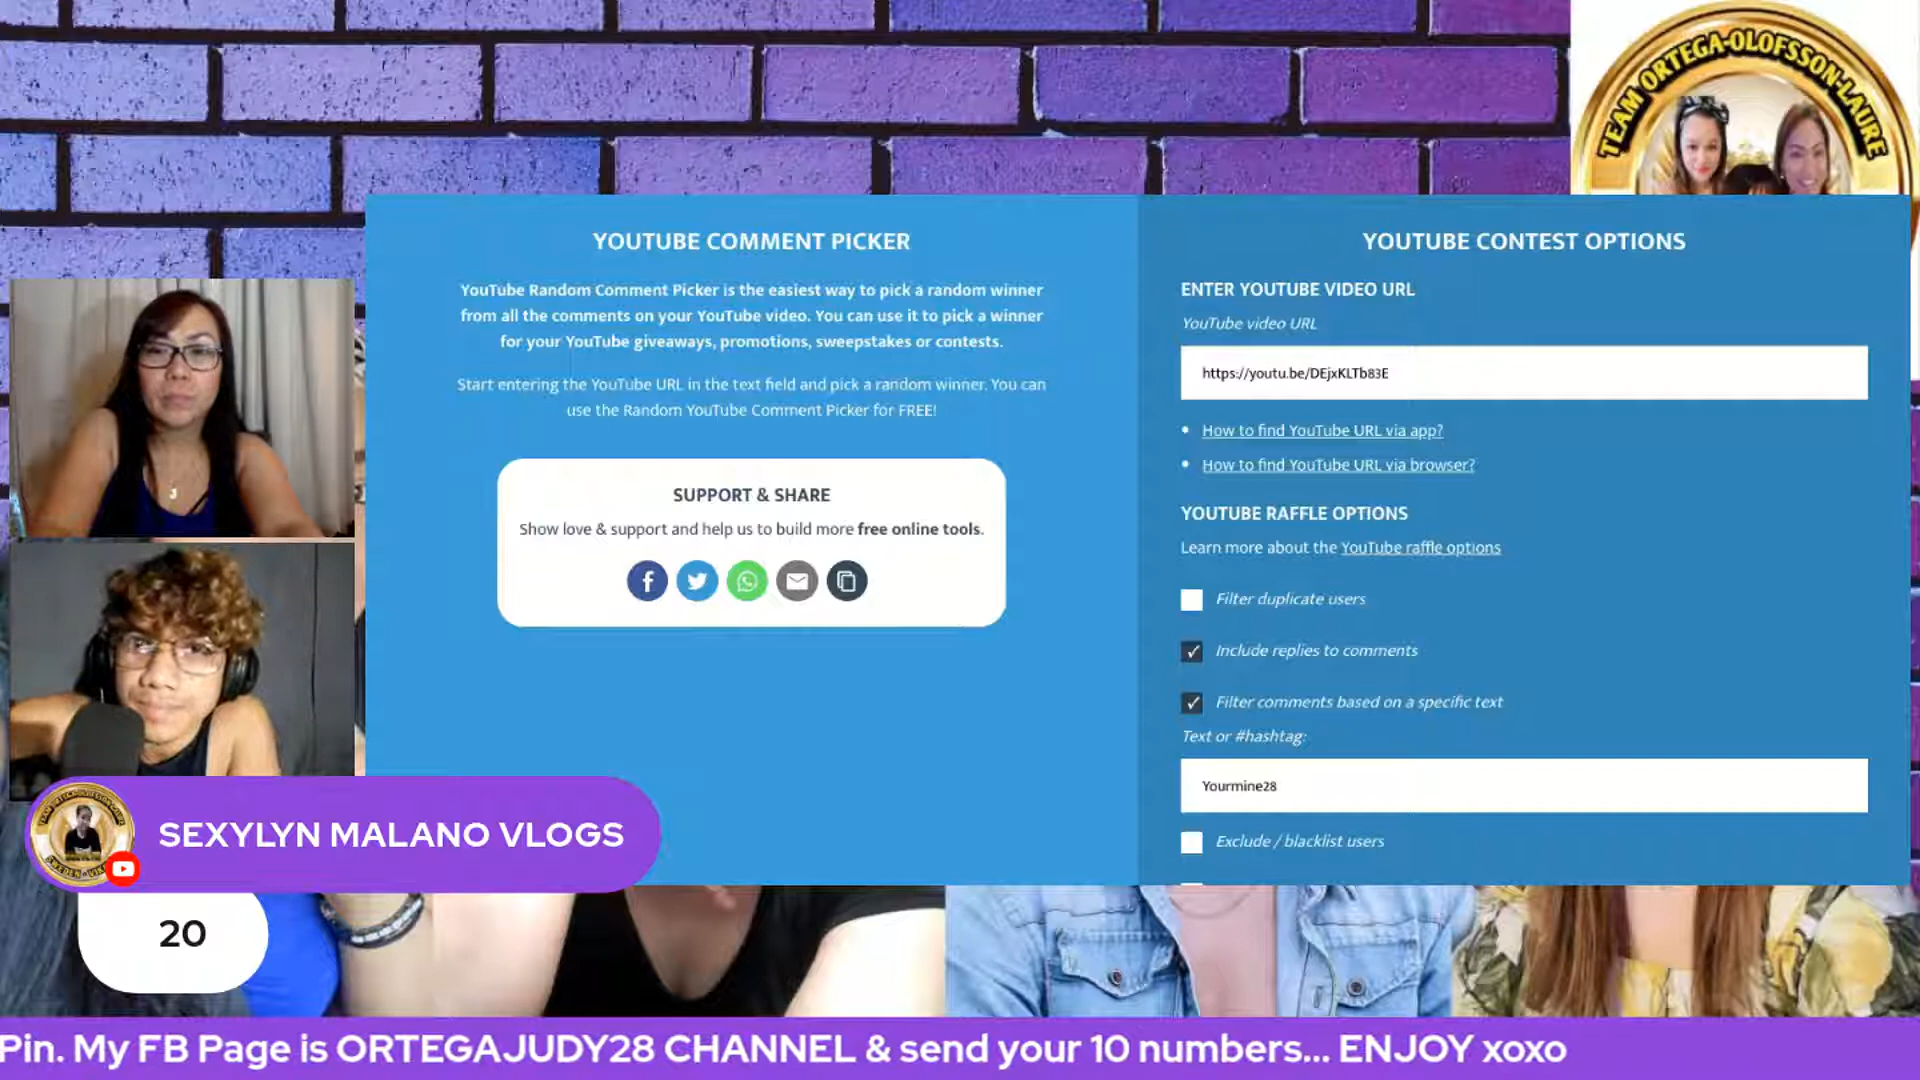 TEAM ORTEGA-OLOFSSON-LAURE
YOUTUBE COMMENT PICKER
YouTube Random Comment Picker is the easiest way to pick a random winner
from all the comments on your YouTube video. You can use it to pick a winner
for your YouTube giveaways, promotions, sweepstakes or contests.
Start entering the YouTube URL in the text field and pick a random winner. You can
use the Random YouTube Comment Picker for FREE!
SUPPORT & SHARE
Show love & support and help us to build more free online tools.
YOUTUBE CONTEST OPTIONS
ENTER YOUTUBE VIDEO URL
YouTube video URL
https://youtu.be/DEjxKLTb83E
How to find YouTube URL via app?
How to find YouTube URL via browser?
YOUTUBE RAFFLE OPTIONS
Learn more about the YouTube raffle options
Filter duplicate users
Include replies to comments
Filter comments based on a specific text
Text or #hashtag:
Yourmine28
Exclude / blacklist users
SEXYLYN MALANO VLOGS
20
Pin. My FB Page is ORTEGAJUDY28 CHANNEL & send your 10 numbers... ENJOY xoxo